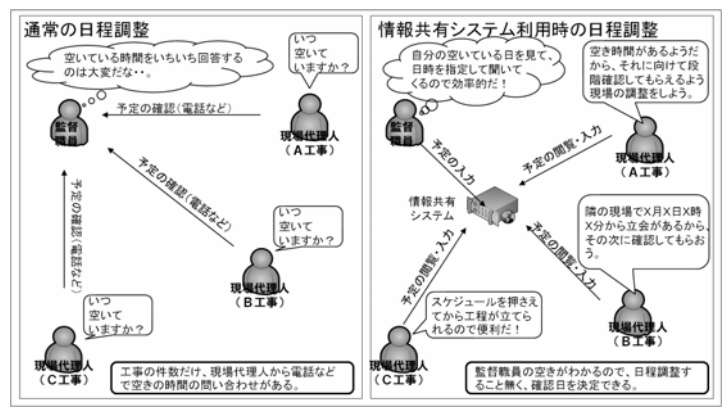 通常の日程調整
空いている時間をいちいち回答する
のは大変だな・・。
いつ
空いて
いますか？
監督
職員
予定の確認（電話など）
現場代理人
（A工事）
予定の確認（電話など）
予定の確認（電話など）
いつ
空いて
いますか？
現場代理人
（B工事）
いつ
空いて
いますか？
現場代理人
（C工事）
工事の件数だけ、現場代理人から電話など
で空きの時間の問い合わせがある。
情報共有システム利用時の日程調整
自分の空いている日を見て、
日時を指定して聞いて
くるので効率的だ！
空き時間があるようだ
から、それに向けて段
階確認してもらえるよう
現場の調整をしよう。
監督
職員
予定の入力
予定の閲覧・入力
現場代理人
（A工事）
情報共有
システム
隣の現場でX月X日X時
X分から立会があるから、
その次に確認してもらお
う。
予定の閲覧・入力
予定の閲覧・入力
スケジュールを押さえ
てから工程が立てら
れるので便利だ！
現場代理人
（B工事）
現場代理人
（C工事）
監督職員の空きがわかるので、日程調整す
ること無く、確認日を決定できる。